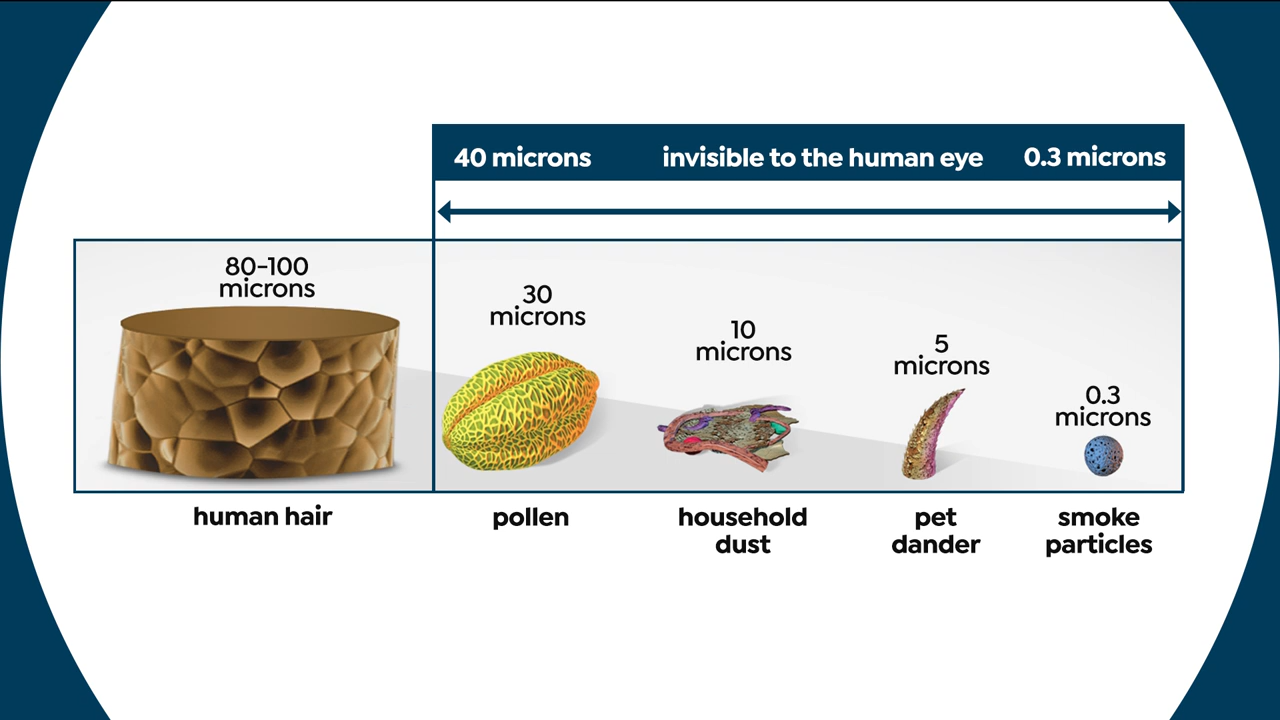 40 microns invisible to the human eye 0.3 microns
80-100
microns
30
microns
10
microns
5
microns
0.3
microns
human hair
pollen
household
dust
pet
dander
smoke
particles